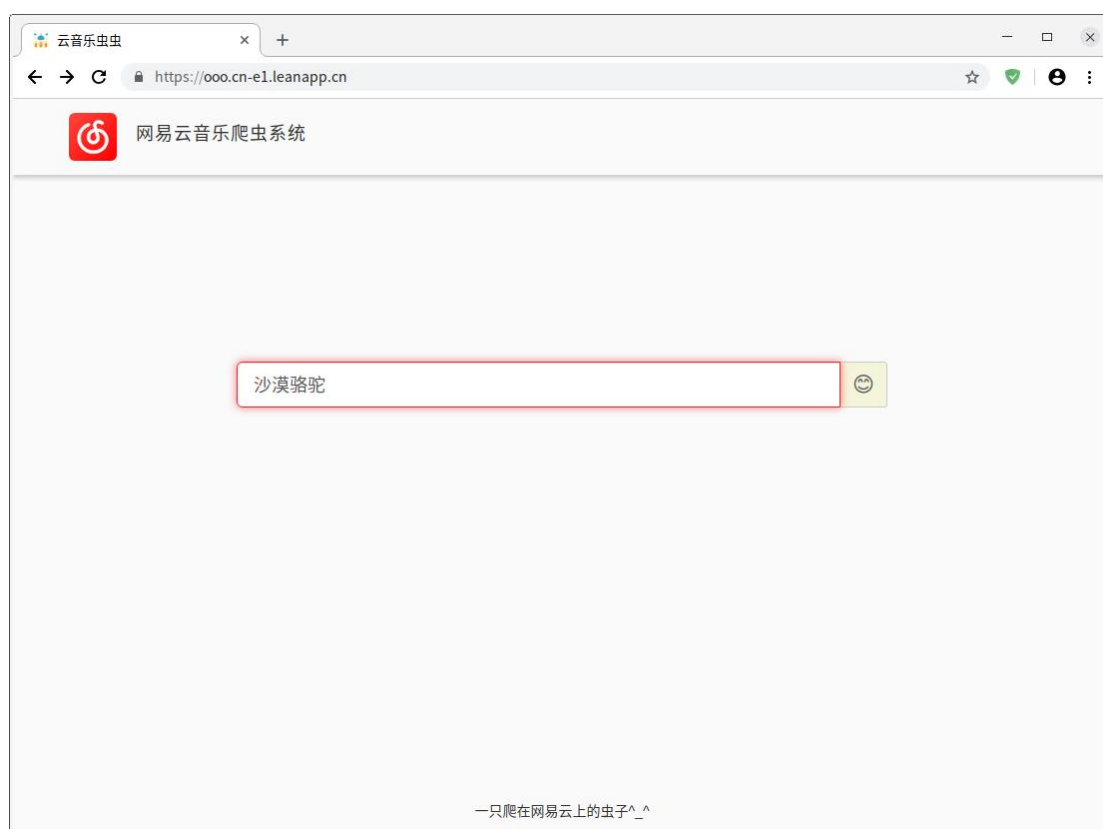 云音乐虫虫
https://ooo.cn-e1.leanapp.cn
网易云音乐爬虫系统
沙漠骆驼
一只爬在网易云上的虫子^_^